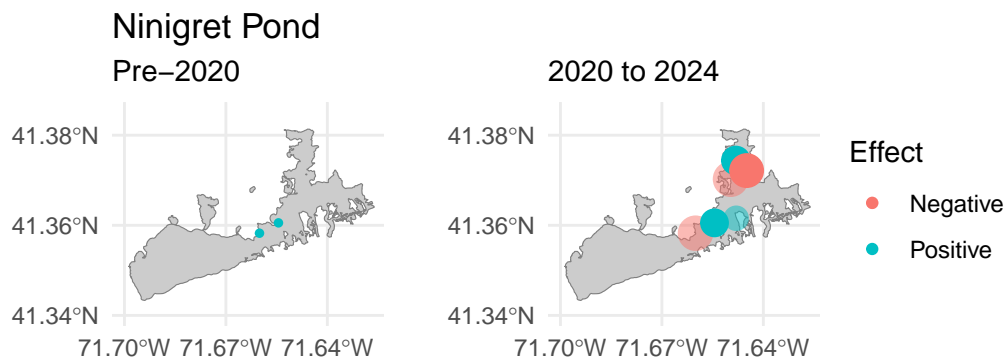 Ninigret Pond
Pre−2020
2020 to 2024
41.38°N
41.36°N
41.34°N
71.70°W 71.67°W 71.64°W
41.38°N
41.36°N
41.34°N
71.70°W 71.67°W 71.64°W
Effect
Negative
Positive